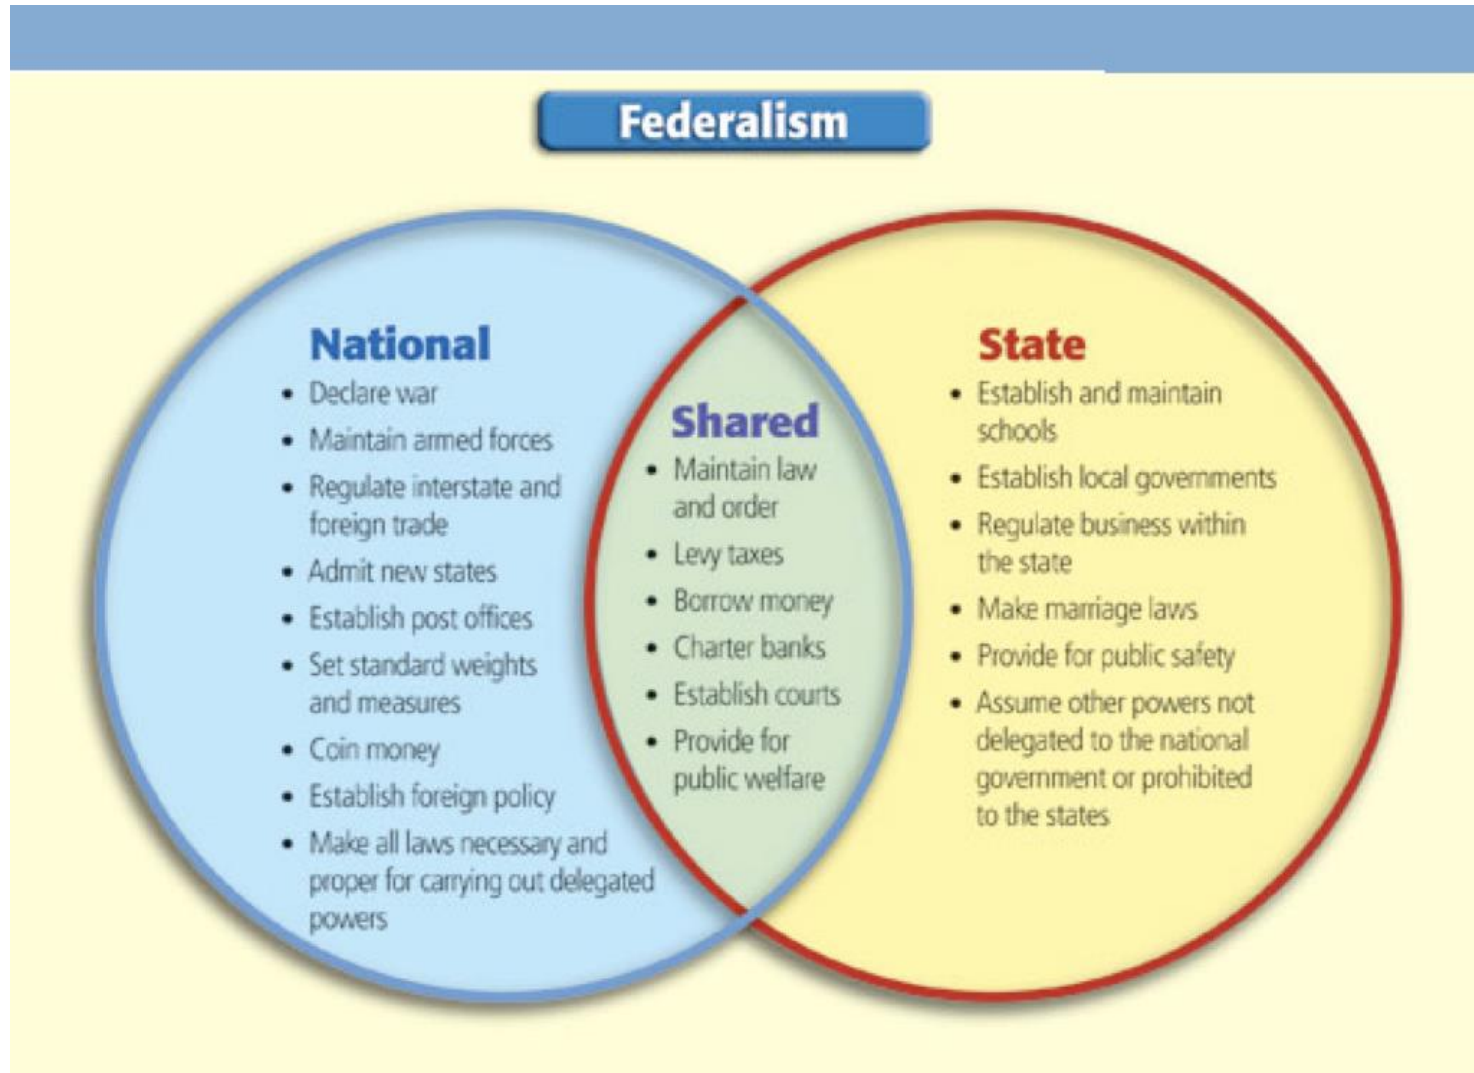 Federalism
National
• Declare war
• Maintain armed forces
• Regulate interstate and
foreign trade
• Admit new states
• Establish post offices
• Set standard weights
and measures
• Coin money
• Establish foreign policy
• Make all laws necessary and
proper for carrying out delegated
powers
Shared
• Maintain law
and order
• Levy taxes
• Borrow money
• Charter banks
• Establish courts
• Provide for
public welfare
State
• Establish and maintain
schools
• Establish local governments
• Regulate business within
the state
• Make marriage laws
• Provide for public safety
• Assume other powers not
delegated to the national
government or prohibited
to the states